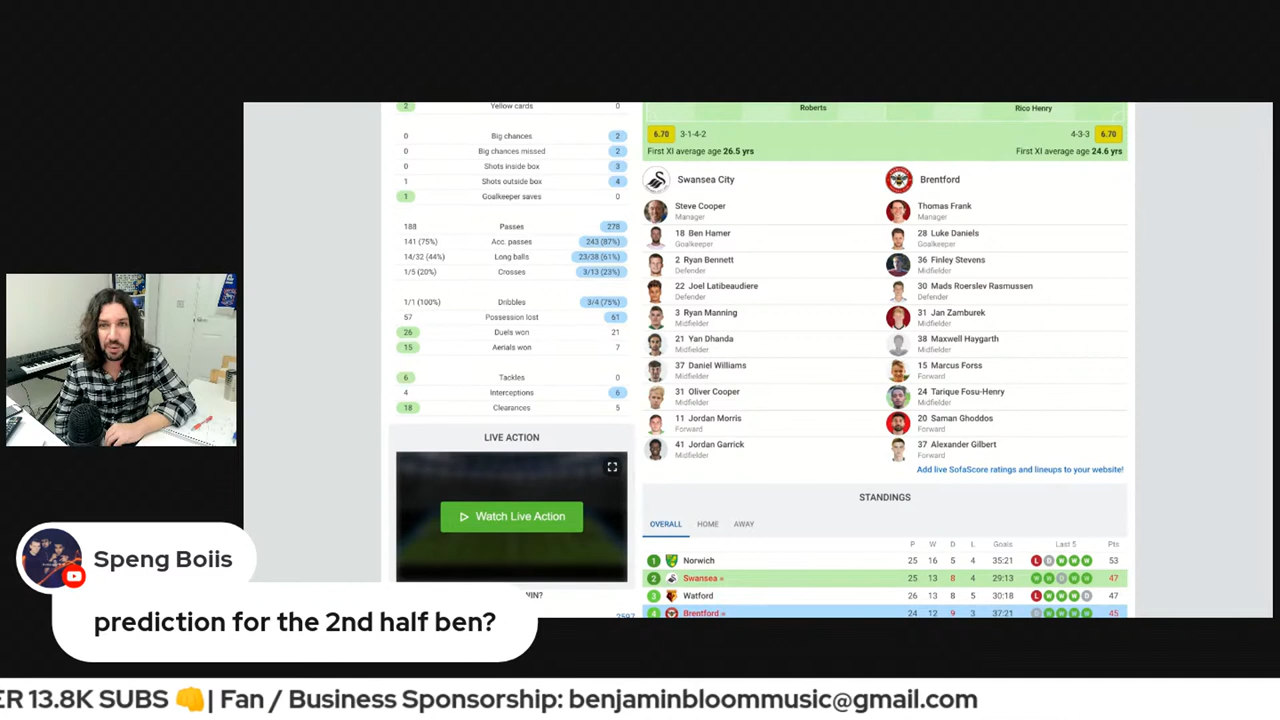 2 Yellow cards 0
0 Big chances 2
0 Big chances missed 2
0 Shots inside box 3
1 Shots outside box 4
1 Goalkeeper saves 0
188 Passes 278
141 (75%) Acc. passes 243 (87%)
14/32 (44%) Long balls 23/38 (61%)
1/5 (20%) Crosses 3/13 (23%)
1/1 (100%) Dribbles 3/4 (75%)
57 Possession lost 61
26 Duels won 21
15 Aerials won 7
6 Tackles 0
4 Interceptions 6
18 Clearances 5
LIVE ACTION
Watch Live Action
WIN?
2597
Roberts Rico Henry
6.70 3-1-4-2 4-3-3 6.70
First XI average age 26.5 yrs First XI average age 24.6 yrs
Swansea City Brentford
Steve Cooper Thomas Frank
Manager Manager
18 Ben Hamer 28 Luke Daniels
Goalkeeper Goalkeeper
2 Ryan Bennett 36 Finley Stevens
Defender Midfielder
22 Joel Latibeaudiere 30 Mads Roerslev Rasmussen
Defender Defender
3 Ryan Manning 31 Jan Zamburek
Midfielder Midfielder
21 Yan Dhanda 38 Maxwell Haygarth
Midfielder Midfielder
37 Daniel Williams 15 Marcus Forss
Midfielder Forward
31 Oliver Cooper 24 Tarique Fosu-Henry
Midfielder Midfielder
11 Jordan Morris 20 Saman Ghoddos
Forward Midfielder
41 Jordan Garrick 37 Alexander Gilbert
Midfielder Forward
Add live SofaScore ratings and lineups to your website!
STANDINGS
OVERALL HOME AWAY
P W D L Goals Last 5 Pts
1 Norwich 25 16 5 4 35:21 L D W W W 53
2 Swansea 25 13 8 4 29:13 W W D W W 47
3 Watford 26 13 8 5 30:18 L W W W D 47
4 Brentford 24 12 9 3 37:21 D W W W W 45
Speng Boiis
prediction for the 2nd half ben?
ER 13.8K SUBS 👊| Fan / Business Sponsorship: benjaminbloommusic@gmail.com